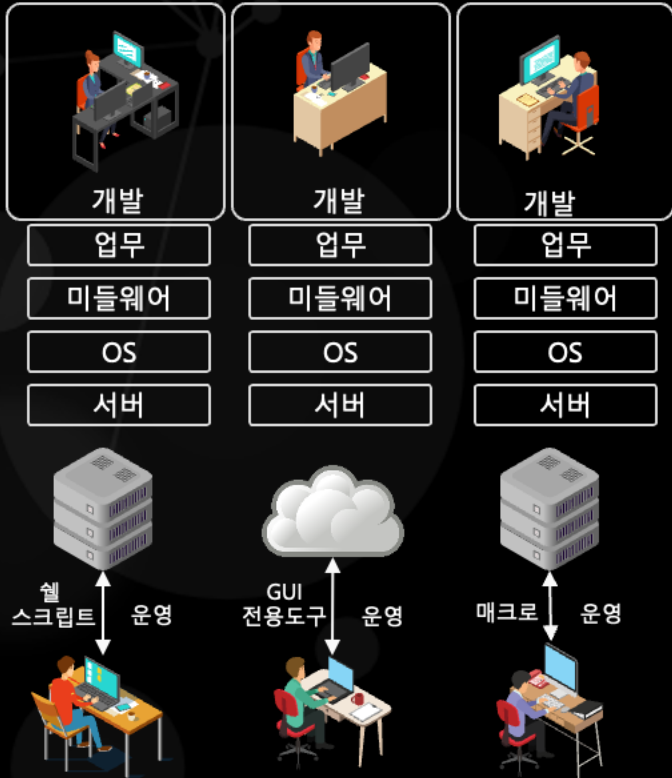 개발 개발 개발
업무 업무 업무
미들웨어 미들웨어 미들웨어
OS OS OS
서버 서버 서버
쉘
스크립트 운영
GUI
전용도구 운영
매크로 운영